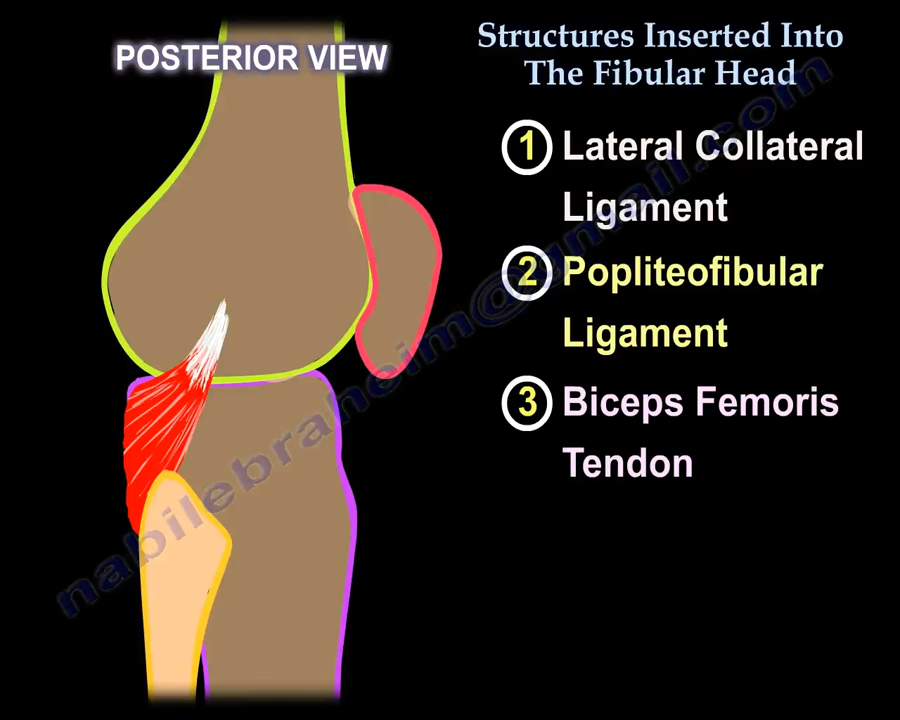 POSTERIOR VIEW
Structures Inserted Into
The Fibular Head
1 Lateral Collateral
Ligament
2 Popliteofibular
Ligament
3 Biceps Femoris
Tendon
nabilebraheim@gmail.com